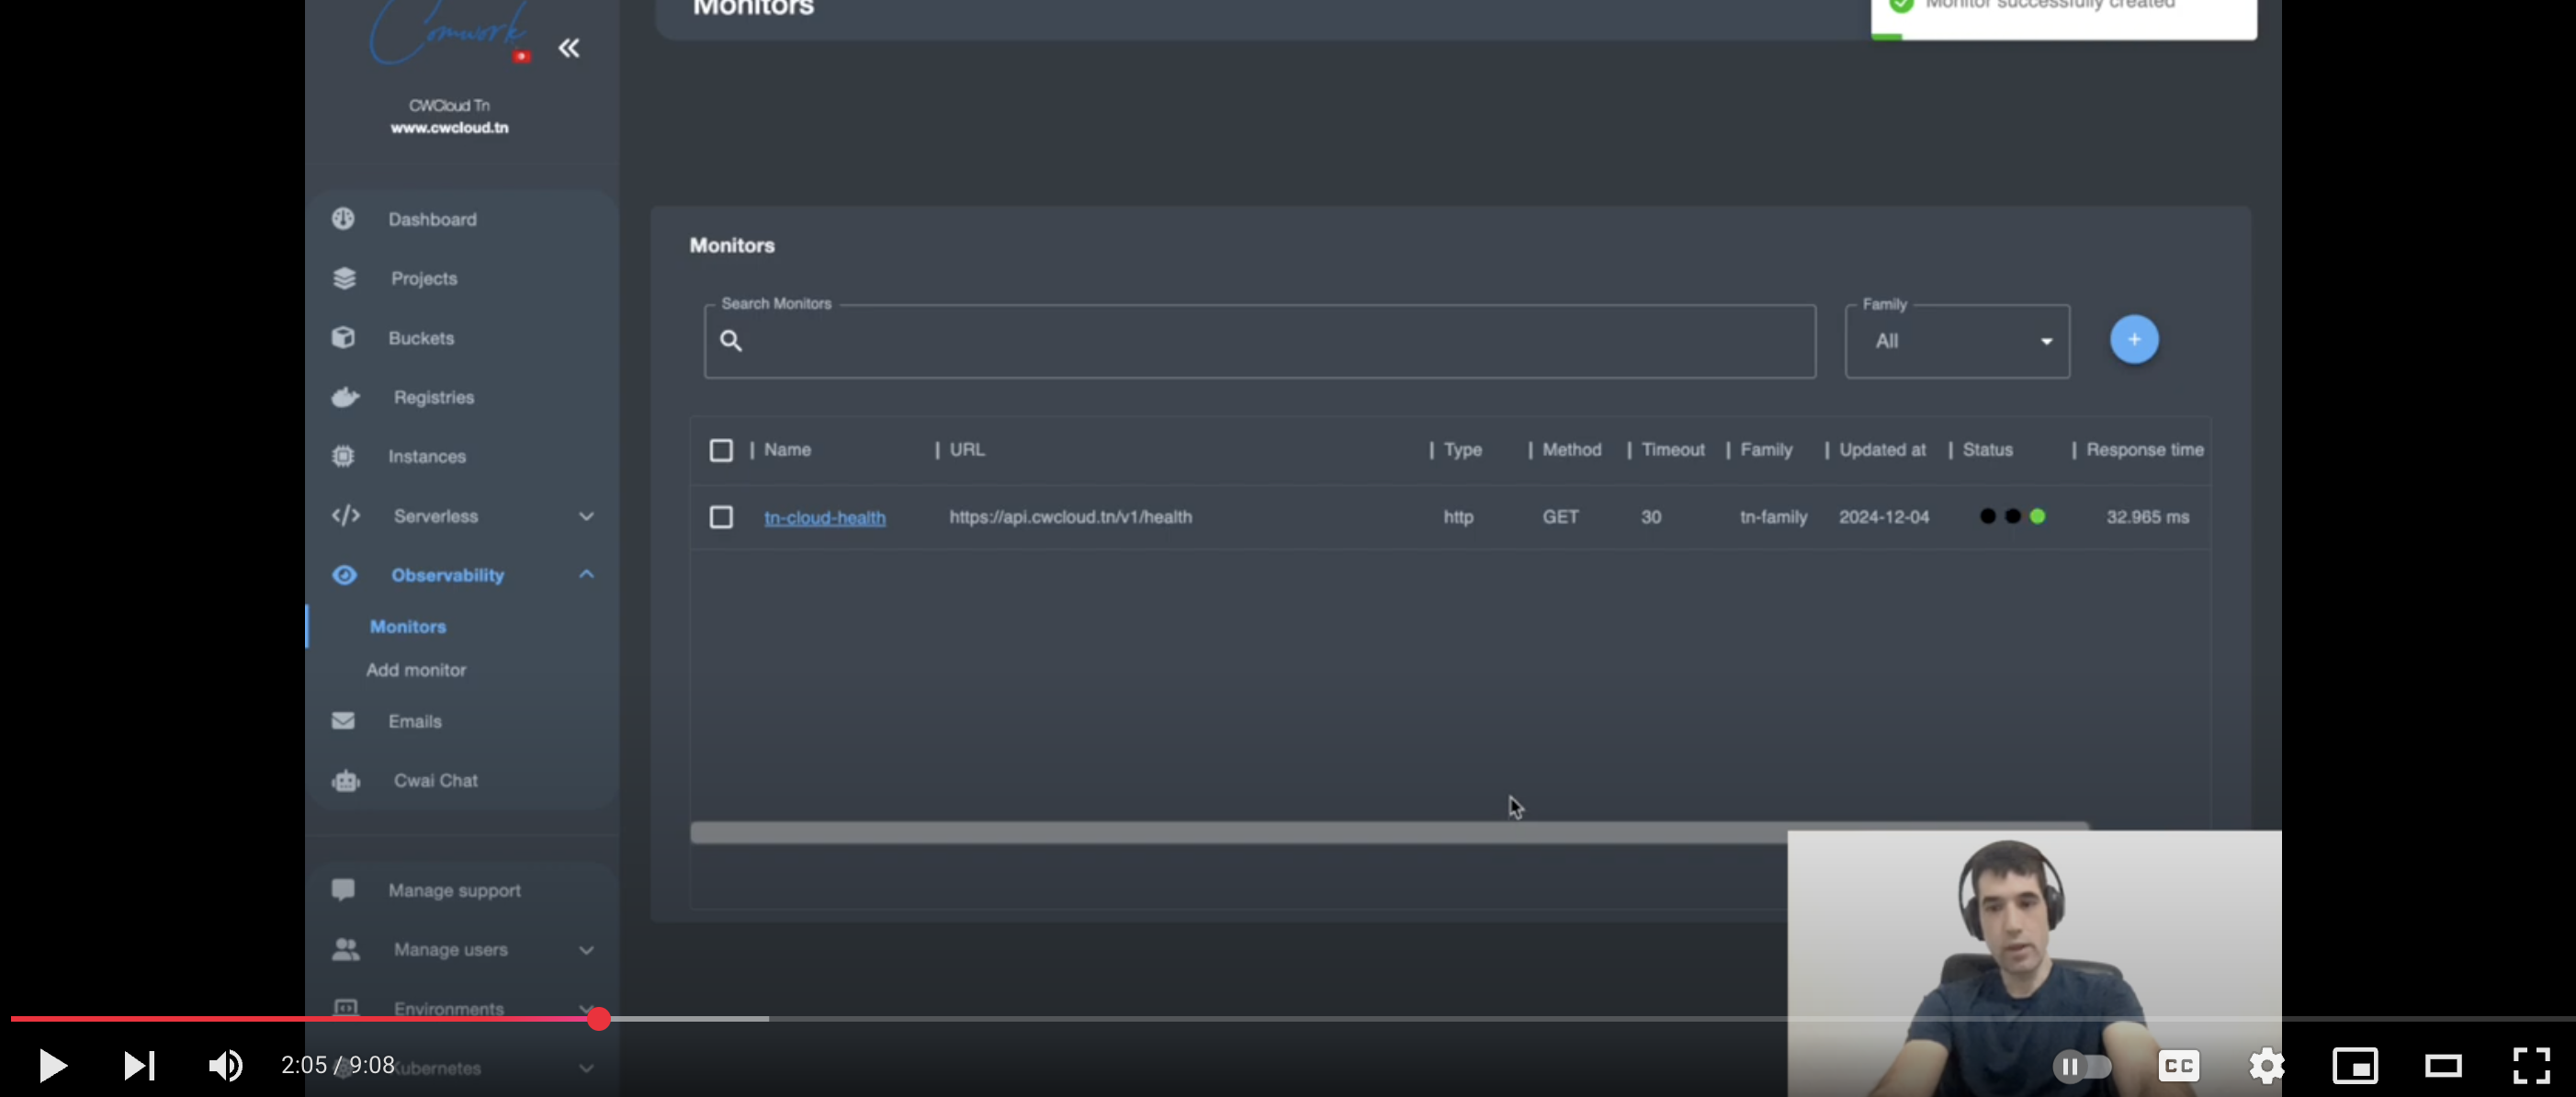 Comwork
Monitors
Monitor successfully created
CWCloud Tn
www.cwcloud.tn
Dashboard
Projects
Buckets
Registries
Instances
Serverless
Observability
Monitors
Add monitor
Emails
Cwai Chat
Manage support
Manage users
Environments
Kubernetes
Monitors
Search Monitors
Family
All
+
Name | URL | Type | Method | Timeout | Family | Updated at | Status | Response time
tn-cloud-health https://api.cwcloud.tn/v1/health http GET 30 tn-family 2024-12-04 32.965 ms
2:05 / 9:08
CC